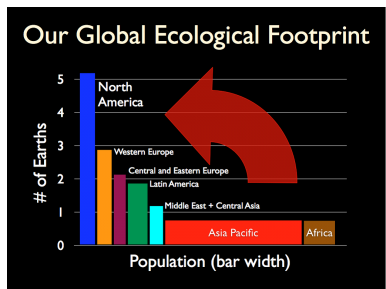 Our Global Ecological Footprint
# of Earths
5
4
3
2
1
0
North
America
Western Europe
Central and Eastern Europe
Latin America
Middle East + Central Asia
Asia Pacific
Africa
Population (bar width)